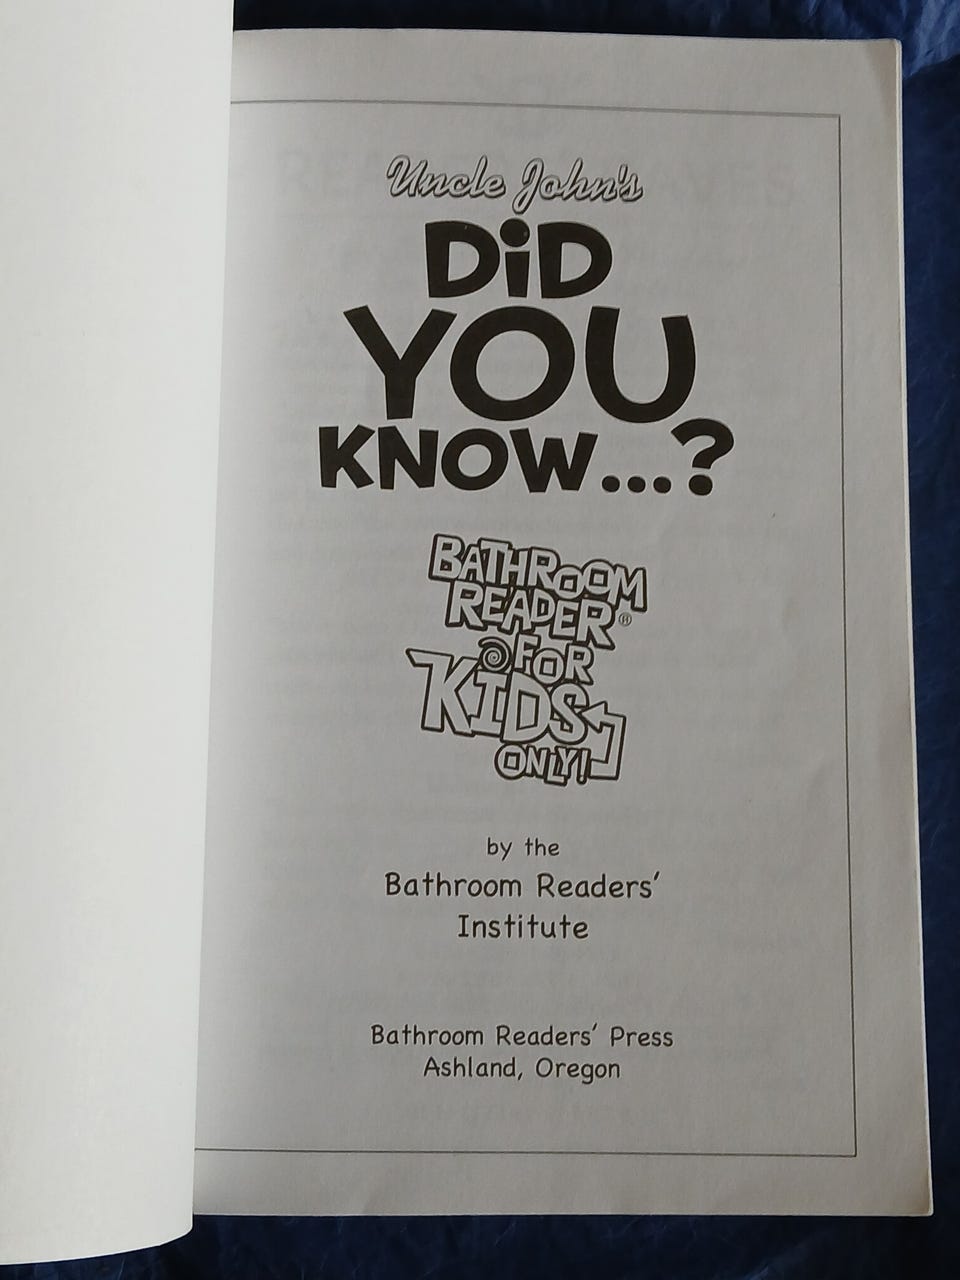 Uncle John's
DiD
YOU
KNOW...?
BATHROOM
READER®
FOR
KiDS
ONLY!
by the
Bathroom Readers'
Institute
Bathroom Readers' Press
Ashland, Oregon